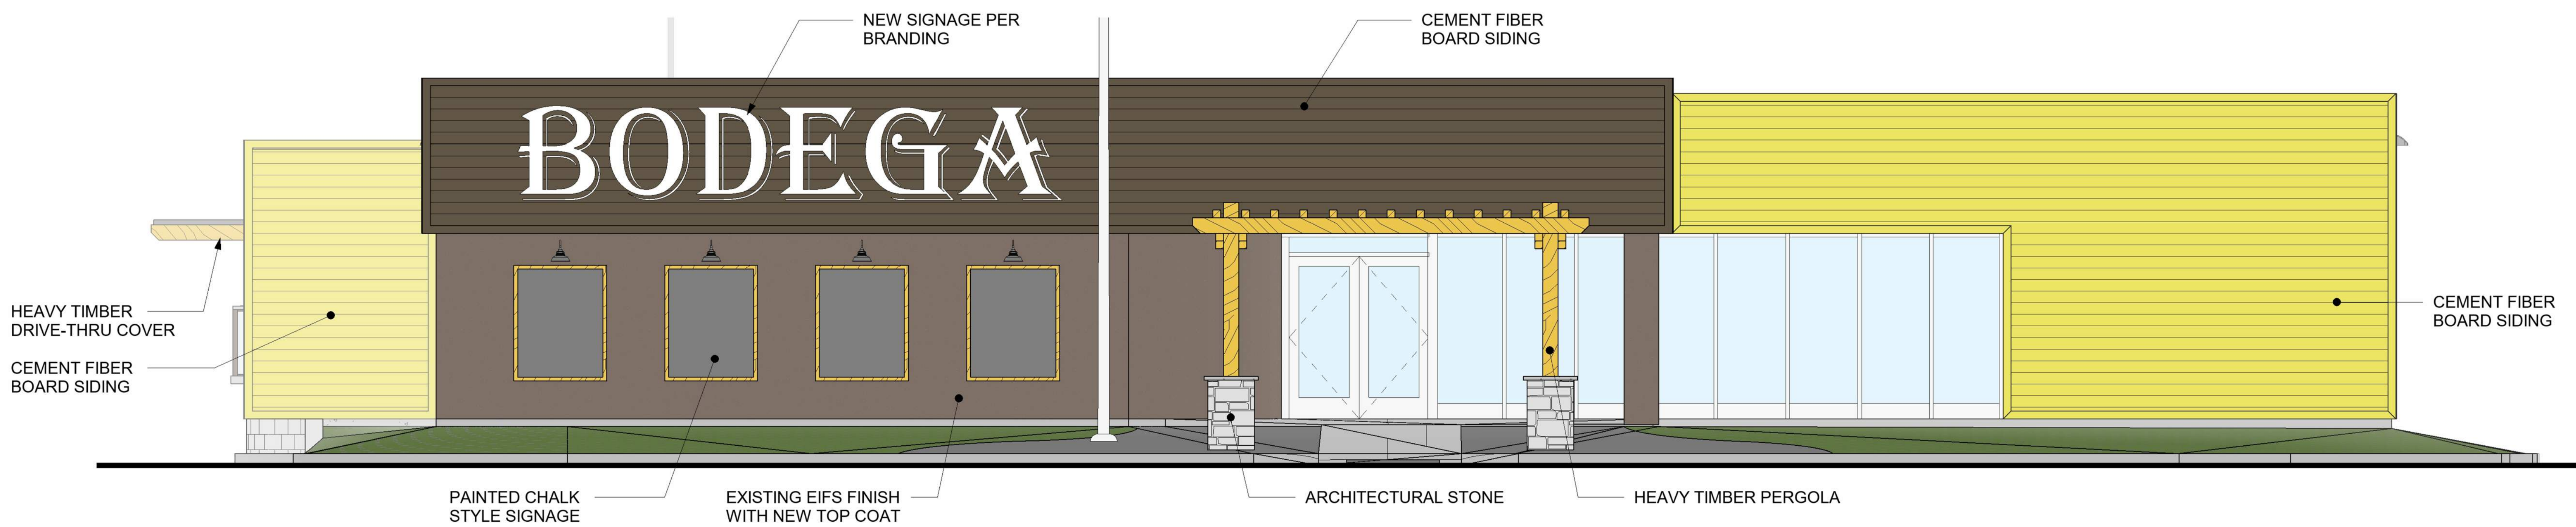 NEW SIGNAGE PER
BRANDING
CEMENT FIBER
BOARD SIDING
BODEGA
HEAVY TIMBER
DRIVE-THRU COVER
CEMENT FIBER
BOARD SIDING
CEMENT FIBER
BOARD SIDING
PAINTED CHALK
STYLE SIGNAGE
EXISTING EIFS FINISH
WITH NEW TOP COAT
ARCHITECTURAL STONE
HEAVY TIMBER PERGOLA